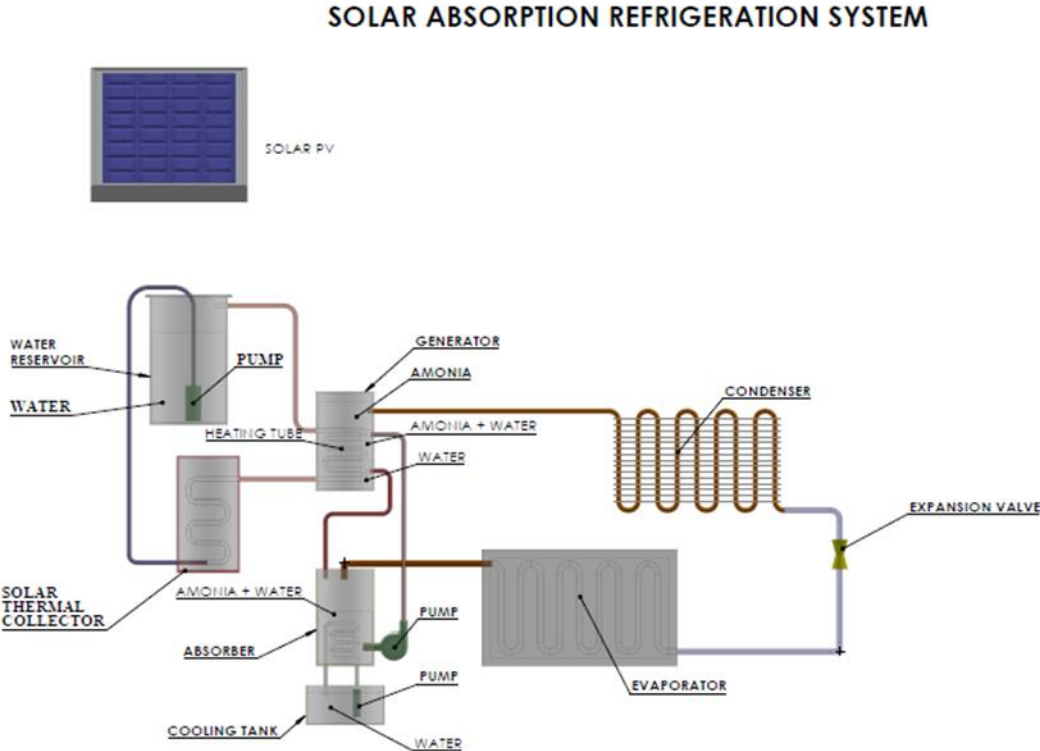 SOLAR ABSORPTION REFRIGERATION SYSTEM
SOLAR PV
WATER
RESERVOIR
PUMP
WATER
GENERATOR
AMONIA
HEATING TUBE
AMONIA + WATER
WATER
CONDENSER
EXPANSION VALVE
SOLAR
THERMAL
COLLECTOR
AMONIA + WATER
ABSORBER
PUMP
PUMP
EVAPORATOR
COOLING TANK
WATER